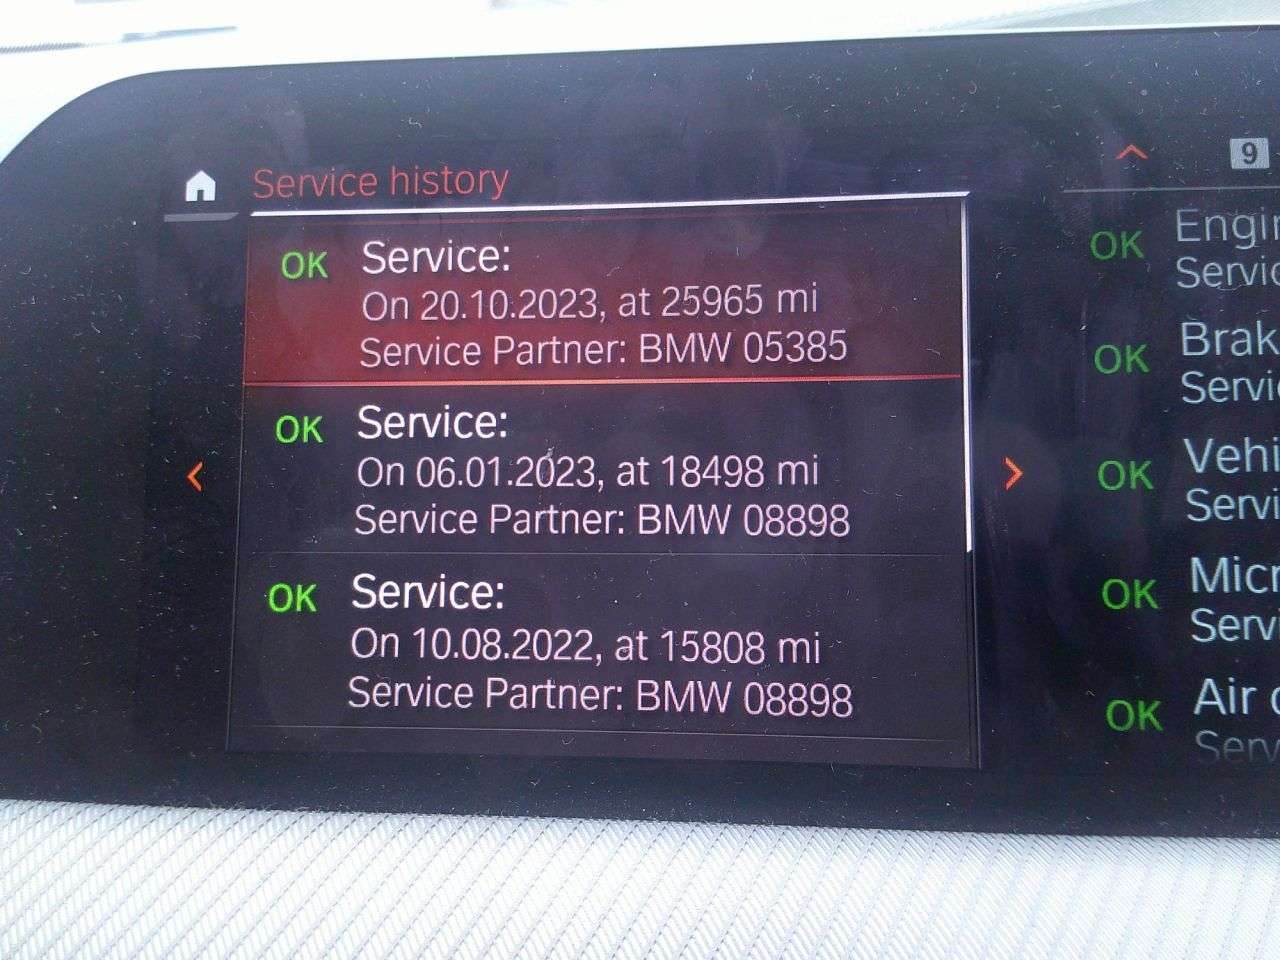 Service history
OK Service:
On 20.10.2023, at 25965 mi
Service Partner: BMW 05385
OK Service:
On 06.01.2023, at 18498 mi
Service Partner: BMW 08898
OK Service:
On 10.08.2022, at 15808 mi
Service Partner: BMW 08898
9
OK
OK
OK
OK
OK Air